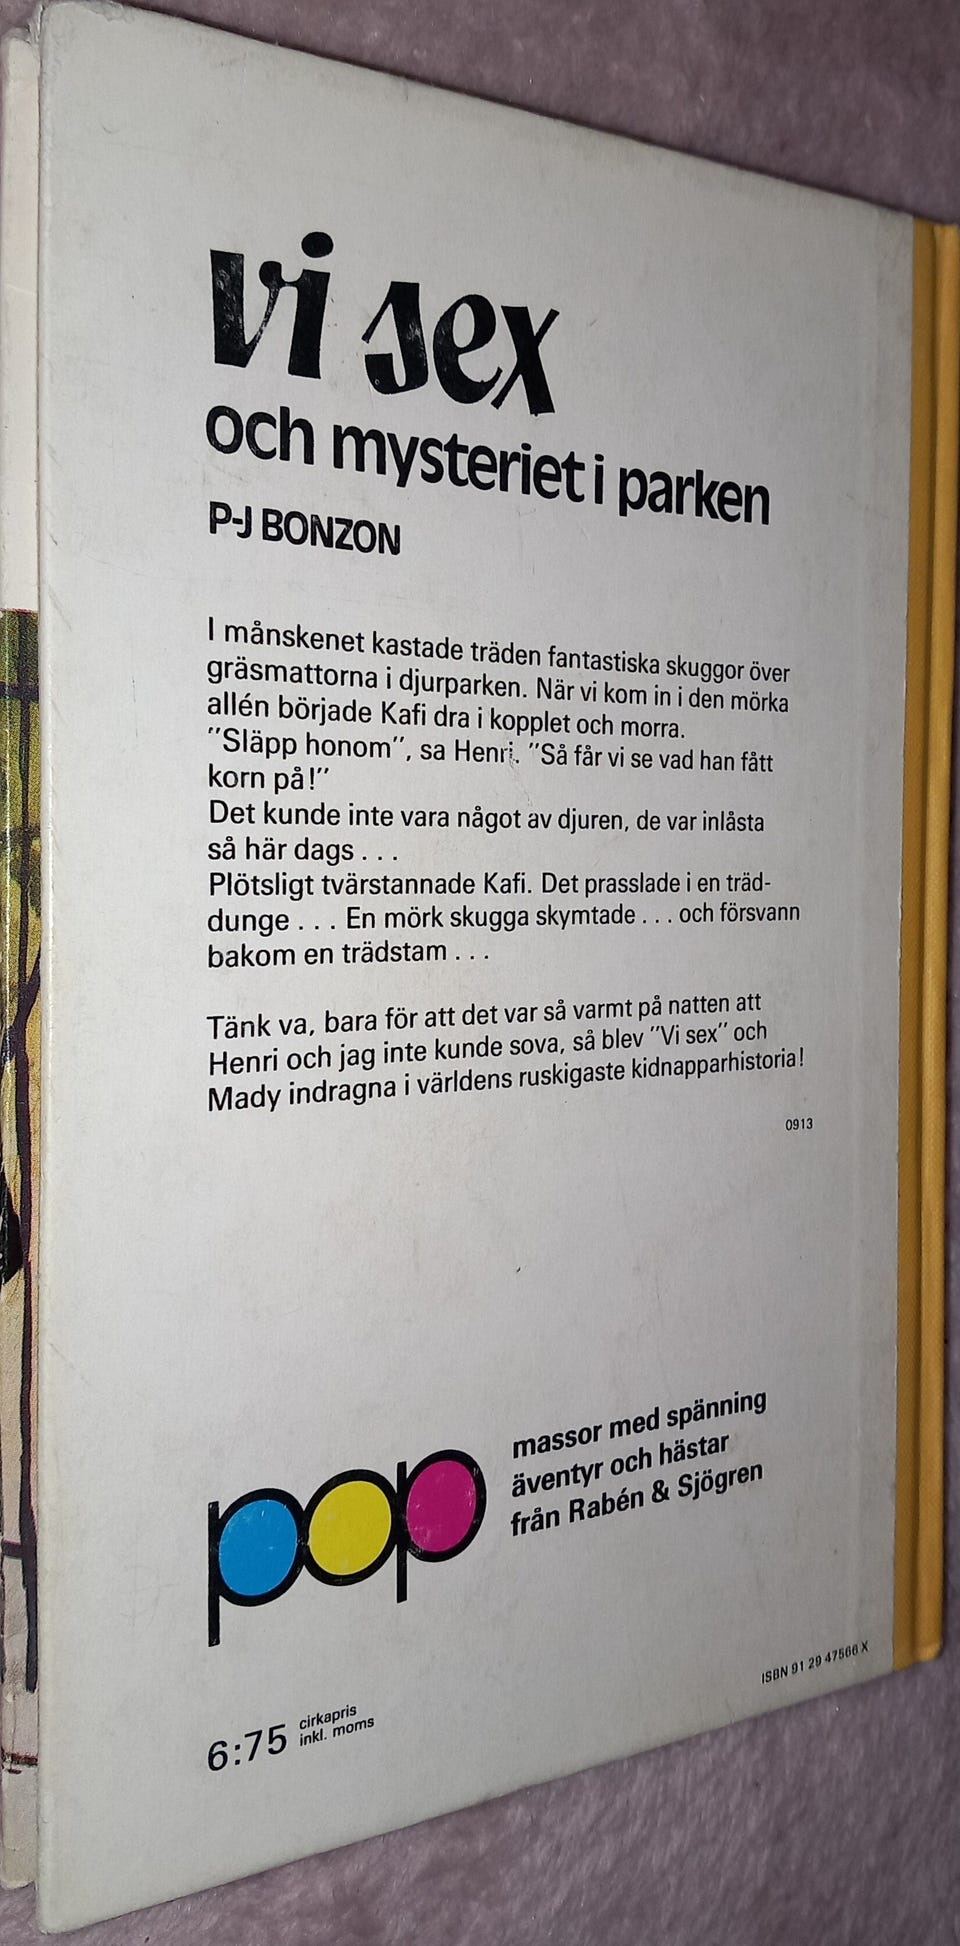 vi sex
och mysteriet i parken
P-J BONZON
I månskenet kastade träden fantastiska skuggor över
gräsmattorna i djurparken. När vi kom in i den mörka
allén började Kafi dra i kopplet och morra.
"Släpp honom", sa Henri. "Så får vi se vad han fått
korn på!"
Det kunde inte vara något av djuren, de var inlåsta
så här dags . . .
Plötsligt tvärstannade Kafi. Det prasslade i en träd-
dunge . . . En mörk skugga skymtade . . . och försvann
bakom en trädstam . . .
Tänk va, bara för att det var så varmt på natten att
Henri och jag inte kunde sova, så blev "Vi sex" och
Mady indragna i världens ruskigaste kidnapparhistoria!
0913
pop
massor med spänning
äventyr och hästar
från Rabén & Sjögren
ISBN 91 29 47566 X
6:75 cirkapris
inkl. moms